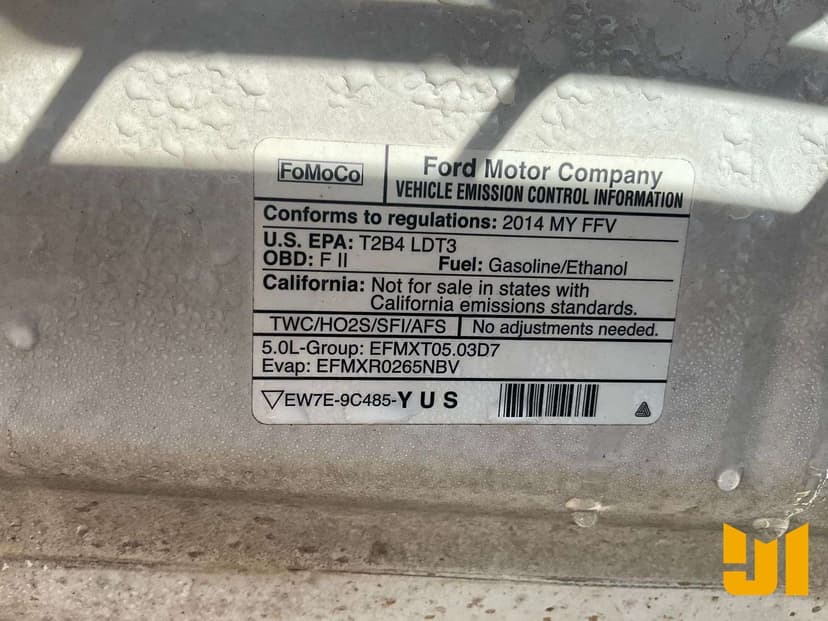 FoMoCo
Ford Motor Company
VEHICLE EMISSION CONTROL INFORMATION
Conforms to regulations: 2014 MY FFV
U.S. EPA: T2B4 LDT3
OBD: F II Fuel: Gasoline/Ethanol
California: Not for sale in states with
California emissions standards.
TWC/HO2S/SFI/AFS No adjustments needed.
5.0L-Group: EFMXT05.03D7
Evap: EFMXR0265NBV
EW7E-9C485-Y U S